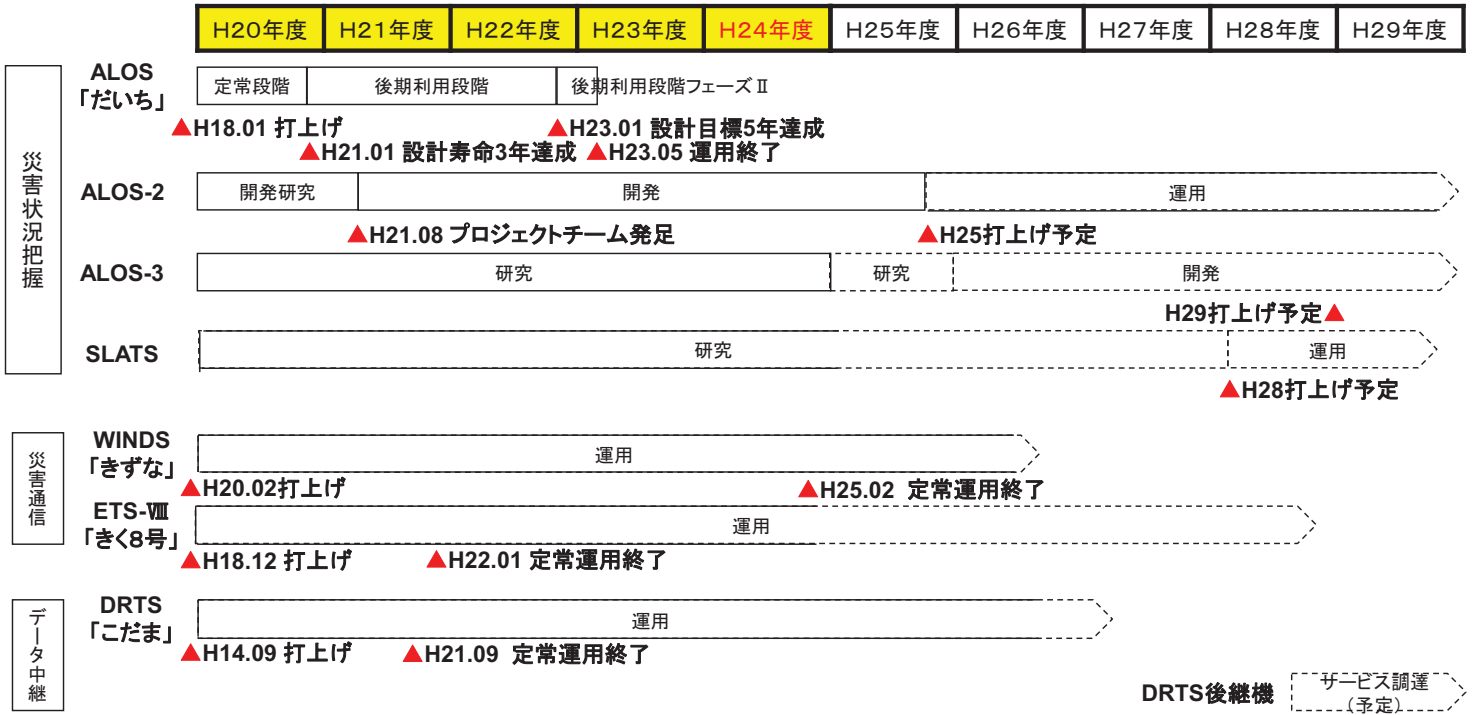 H20年度 H21年度 H22年度 H23年度 H24年度 H25年度 H26年度 H27年度 H28年度 H29年度
災害状況把握
ALOS
「だいち」
定常段階 後期利用段階 後期利用段階フェーズⅡ
▲H18.01 打上げ ▲H23.01 設計目標5年達成
▲H21.01 設計寿命3年達成 ▲H23.05 運用終了
ALOS-2 開発研究 開発 運用
▲H21.08 プロジェクトチーム発足 ▲H25打上げ予定
ALOS-3 研究 研究 開発
H29打上げ予定▲
SLATS 研究 運用
▲H28打上げ予定
災害通信
WINDS
「きずな」
運用
▲H20.02打上げ ▲H25.02 定常運用終了
ETS-Ⅷ
「きく8号」
運用
▲H18.12 打上げ ▲H22.01 定常運用終了
データ中継
DRTS
「こだま」
運用
▲H14.09 打上げ ▲H21.09 定常運用終了
DRTS後継機 サービス調達
(予定)